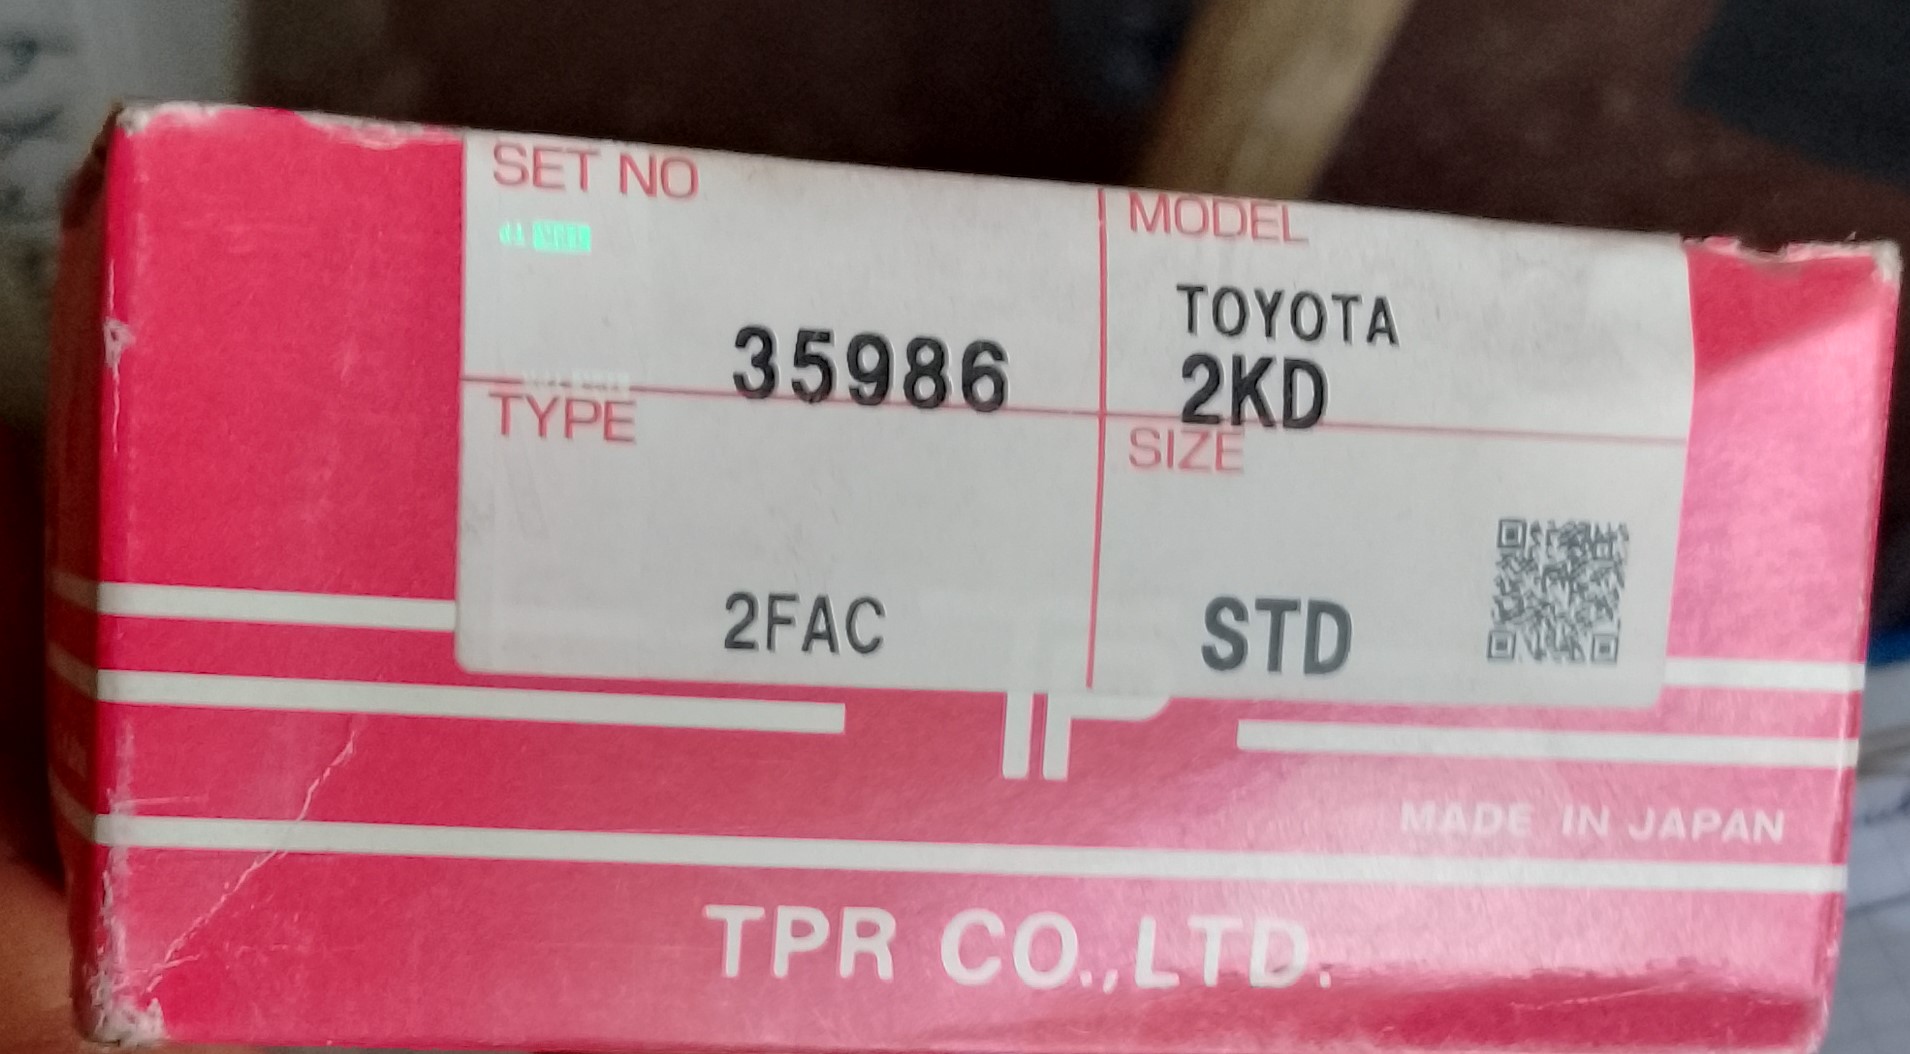 SET NO
MODEL
TOYOTA
35986
2KD
TYPE
SIZE
2FAC
STD
MADE IN JAPAN
TPR CO.,LTD.